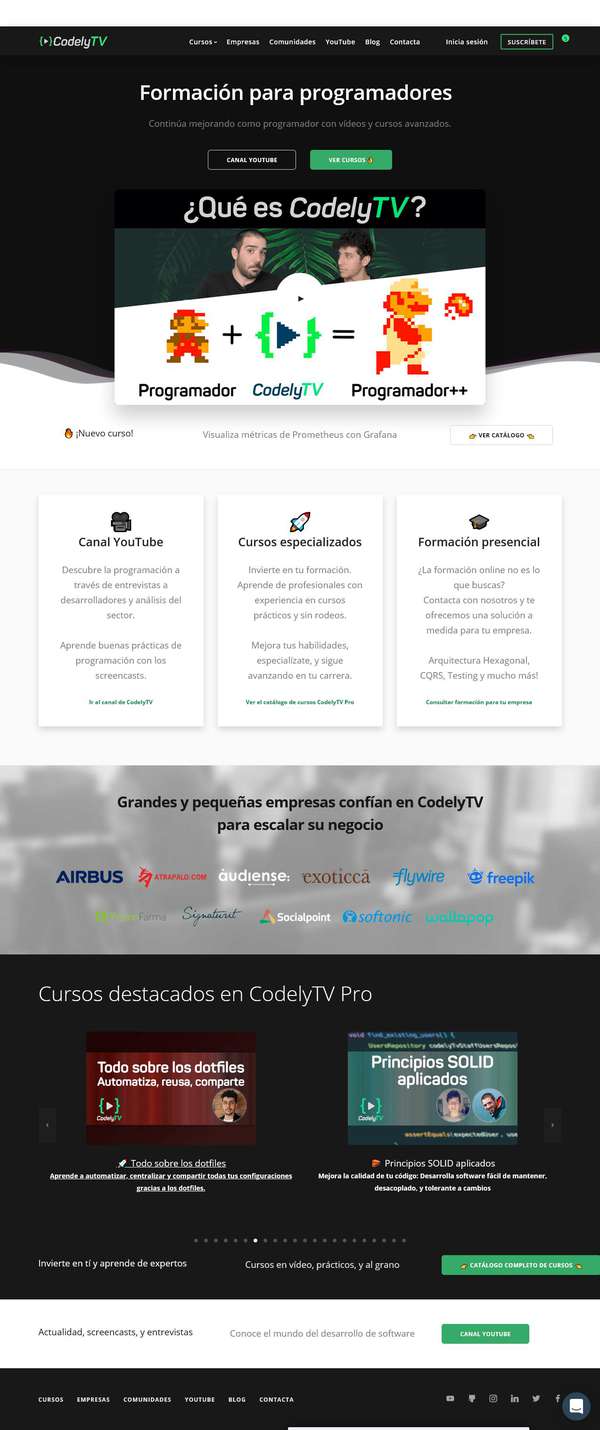 {▶}CodelyTV
Cursos
Empresas
Comunidades
YouTube
Blog
Contacta
Inicia sesión
SUSCRÍBETE
Formación para programadores
Continúa mejorando como programador con vídeos y cursos avanzados.
CANAL YOUTUBE
VER CURSOS
¿Qué es CodelyTV?
+ =
Programador CodelyTV Programador++
¡Nuevo curso!
Visualiza métricas de Prometheus con Grafana
VER CATÁLOGO
Canal YouTube
Descubre la programación a
través de entrevistas a
desarrolladores y análisis del
sector.
Aprende buenas prácticas de
programación con los
screencasts.
Ir al canal de CodelyTV
Cursos especializados
Invierte en tu formación.
Aprende de profesionales con
experiencia en cursos
prácticos y sin rodeos.
Mejora tus habilidades,
especialízate, y sigue
avanzando en tu carrera.
Ver el catálogo de cursos CodelyTV Pro
Formación presencial
¿La formación online no es lo
que buscas?
Contacta con nosotros y te
ofrecemos una solución a
medida para tu empresa.
Arquitectura Hexagonal,
CQRS, Testing y mucho más!
Consultar formación para tu empresa
Grandes y pequeñas empresas confían en CodelyTV
para escalar su negocio
AIRBUS
ATRAPALO.COM
audiense:
exoticca
flywire
freepik
Farma
Signaturit
Socialpoint
softonic
wallapop
Cursos destacados en CodelyTV Pro
Todo sobre los dotfiles
Automatiza, reusa, comparte
CodelyTV
Todo sobre los dotfiles
Aprende a automatizar, centralizar y compartir todas tus configuraciones
gracias a los dotfiles.
void find_existing_users() {
Principios SOLID
aplicados
CodelyTV
Principios SOLID aplicados
Mejora la calidad de tu código: Desarrolla software fácil de mantener,
desacoplado, y tolerante a cambios
Invierte en tí y aprende de expertos
Cursos en vídeo, prácticos, y al grano
CATÁLOGO COMPLETO DE CURSOS
Actualidad, screencasts, y entrevistas
Conoce el mundo del desarrollo de software
CANAL YOUTUBE
CURSOS
EMPRESAS
COMUNIDADES
YOUTUBE
BLOG
CONTACTA